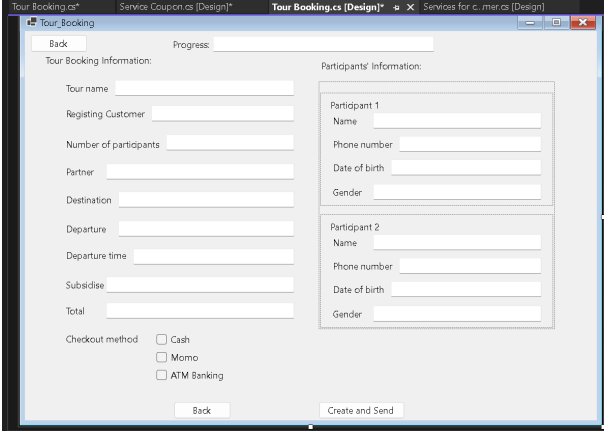 Tour Booking.cs*
Service Coupon.cs [Design]*
Tour Booking.cs [Design]*
Services for c...mer.cs [Design]
Tour_Booking
Back
Progress:
Tour Booking Information:
Participants' Information:
Tour name
Registing Customer
Number of participants
Partner
Destination
Departure
Departure time
Subsidise
Total
Checkout method
Cash
Momo
ATM Banking
Participant 1
Name
Phone number
Date of birth
Gender
Participant 2
Name
Phone number
Date of birth
Gender
Back
Create and Send